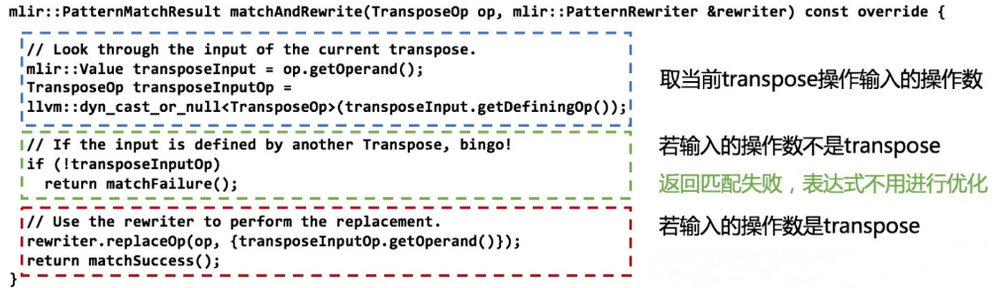 mlir::PatternMatchResult matchAndRewrite(TransposeOp op, mlir::PatternRewriter &rewriter) const override {
// Look through the input of the current transpose.
mlir::Value transposeInput = op.getOperand();
TransposeOp transposeInputOp =
llvm::dyn_cast_or_null<TransposeOp>(transposeInput.getDefiningOp());
取当前transpose操作输入的操作数
// If the input is defined by another Transpose, bingo!
if (!transposeInputOp)
return matchFailure();
若输入的操作数不是transpose
返回匹配失败，表达式不用进行优化
// Use the rewriter to perform the replacement.
rewriter.replaceOp(op, {transposeInputOp.getOperand()});
return matchSuccess();
若输入的操作数是transpose
}